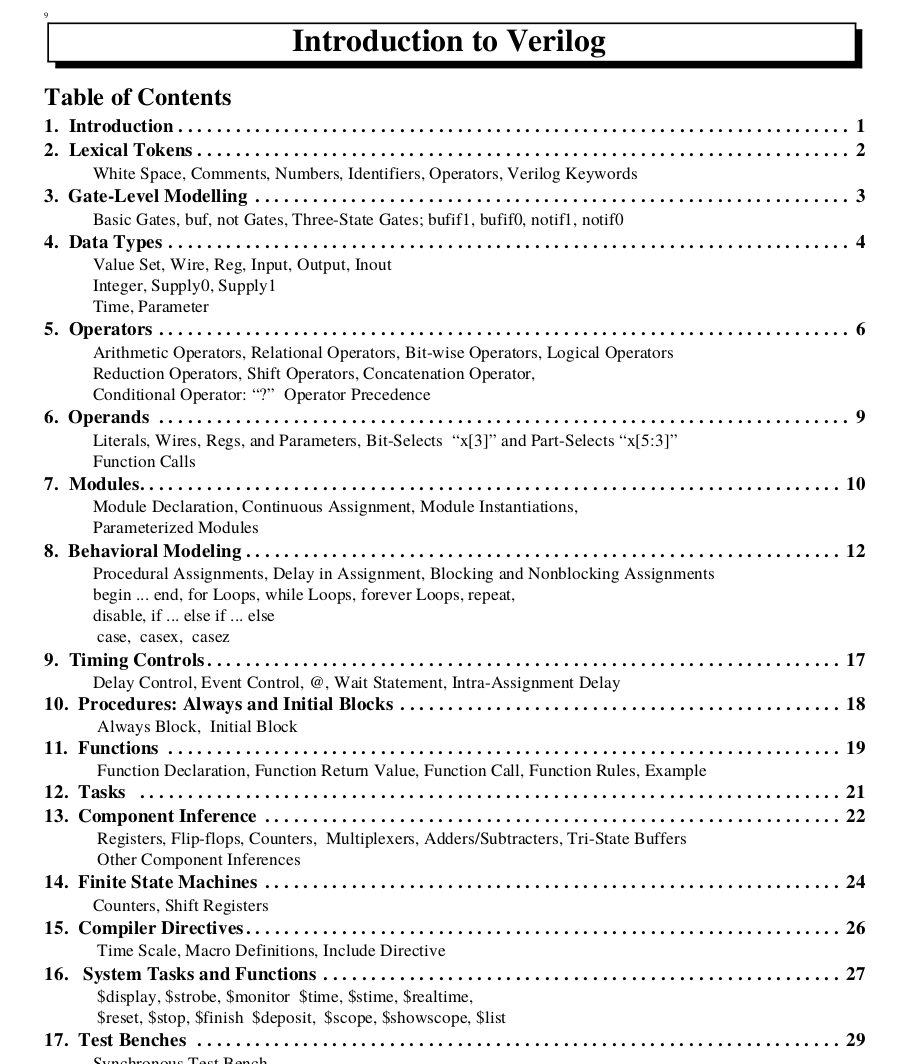 9
Introduction to Verilog
Table of Contents
1. Introduction . . . . . . . . . . . . . . . . . . . . . . . . . . . . . . . . . . . . . . . . . . . . . . . . . . . . . . . . . . . . . . . . . . . . . . . 1
2. Lexical Tokens . . . . . . . . . . . . . . . . . . . . . . . . . . . . . . . . . . . . . . . . . . . . . . . . . . . . . . . . . . . . . . . . . . . . . 2
White Space, Comments, Numbers, Identifiers, Operators, Verilog Keywords
3. Gate-Level Modelling . . . . . . . . . . . . . . . . . . . . . . . . . . . . . . . . . . . . . . . . . . . . . . . . . . . . . . . . . . . . . . . 3
Basic Gates, buf, not Gates, Three-State Gates; bufif1, bufif0, notif1, notif0
4. Data Types . . . . . . . . . . . . . . . . . . . . . . . . . . . . . . . . . . . . . . . . . . . . . . . . . . . . . . . . . . . . . . . . . . . . . . . . 4
Value Set, Wire, Reg, Input, Output, Inout
Integer, Supply0, Supply1
Time, Parameter
5. Operators . . . . . . . . . . . . . . . . . . . . . . . . . . . . . . . . . . . . . . . . . . . . . . . . . . . . . . . . . . . . . . . . . . . . . . . . . 6
Arithmetic Operators, Relational Operators, Bit-wise Operators, Logical Operators
Reduction Operators, Shift Operators, Concatenation Operator,
Conditional Operator: “?” Operator Precedence
6. Operands . . . . . . . . . . . . . . . . . . . . . . . . . . . . . . . . . . . . . . . . . . . . . . . . . . . . . . . . . . . . . . . . . . . . . . . . . 9
Literals, Wires, Regs, and Parameters, Bit-Selects “x[3]” and Part-Selects “x[5:3]”
Function Calls
7. Modules. . . . . . . . . . . . . . . . . . . . . . . . . . . . . . . . . . . . . . . . . . . . . . . . . . . . . . . . . . . . . . . . . . . . . . . . . 10
Module Declaration, Continuous Assignment, Module Instantiations,
Parameterized Modules
8. Behavioral Modeling . . . . . . . . . . . . . . . . . . . . . . . . . . . . . . . . . . . . . . . . . . . . . . . . . . . . . . . . . . . . . . . 12
Procedural Assignments, Delay in Assignment, Blocking and Nonblocking Assignments
begin ... end, for Loops, while Loops, forever Loops, repeat,
disable, if ... else if ... else
case, casex, casez
9. Timing Controls . . . . . . . . . . . . . . . . . . . . . . . . . . . . . . . . . . . . . . . . . . . . . . . . . . . . . . . . . . . . . . . . . . . 17
Delay Control, Event Control, @, Wait Statement, Intra-Assignment Delay
10. Procedures: Always and Initial Blocks . . . . . . . . . . . . . . . . . . . . . . . . . . . . . . . . . . . . . . . . . . . . . . . 18
Always Block, Initial Block
11. Functions . . . . . . . . . . . . . . . . . . . . . . . . . . . . . . . . . . . . . . . . . . . . . . . . . . . . . . . . . . . . . . . . . . . . . . . 19
Function Declaration, Function Return Value, Function Call, Function Rules, Example
12. Tasks . . . . . . . . . . . . . . . . . . . . . . . . . . . . . . . . . . . . . . . . . . . . . . . . . . . . . . . . . . . . . . . . . . . . . . . . . . 21
13. Component Inference . . . . . . . . . . . . . . . . . . . . . . . . . . . . . . . . . . . . . . . . . . . . . . . . . . . . . . . . . . . . . 22
Registers, Flip-flops, Counters, Multiplexers, Adders/Subtracters, Tri-State Buffers
Other Component Inferences
14. Finite State Machines . . . . . . . . . . . . . . . . . . . . . . . . . . . . . . . . . . . . . . . . . . . . . . . . . . . . . . . . . . . . . 24
Counters, Shift Registers
15. Compiler Directives . . . . . . . . . . . . . . . . . . . . . . . . . . . . . . . . . . . . . . . . . . . . . . . . . . . . . . . . . . . . . . . 26
Time Scale, Macro Definitions, Include Directive
16. System Tasks and Functions . . . . . . . . . . . . . . . . . . . . . . . . . . . . . . . . . . . . . . . . . . . . . . . . . . . . . . . . 27
$display, $strobe, $monitor $time, $stime, $realtime,
$reset, $stop, $finish $deposit, $scope, $showscope, $list
17. Test Benches . . . . . . . . . . . . . . . . . . . . . . . . . . . . . . . . . . . . . . . . . . . . . . . . . . . . . . . . . . . . . . . . . . . . 29
Synchronous Test Bench